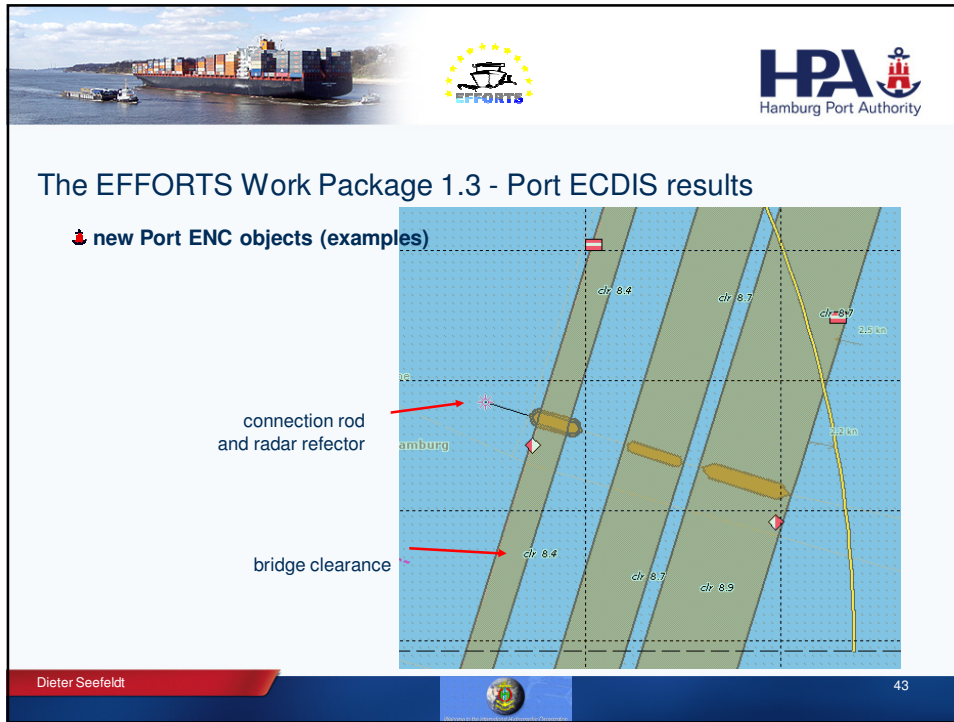 EFFORTS
HPA
Hamburg Port Authority
The EFFORTS Work Package 1.3 - Port ECDIS results
new Port ENC objects (examples)
clr 8.4
clr 8.7
clr 8.7
2.5 kn
connection rod
and radar refector
amburg
2.2 kn
bridge clearance
clr 8.4
clr 8.7
clr 8.9
Dieter Seefeldt
43